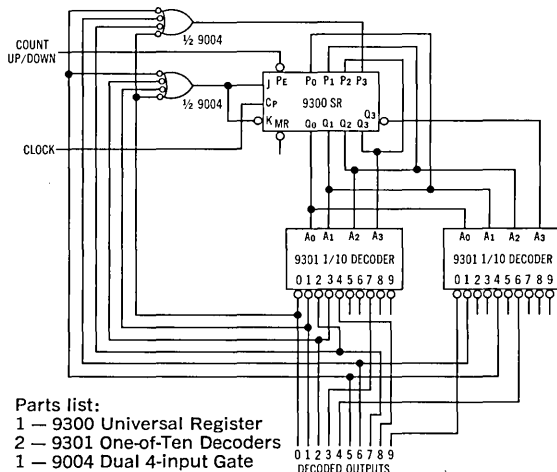 ½ 9004
COUNT
UP/DOWN
½ 9004
PE P0 P1 P2 P3
J
CP 9300 SR
K MR Q0 Q1 Q2 Q3 Q3
CLOCK
A0 A1 A2 A3
9301 1/10 DECODER
0 1 2 3 4 5 6 7 8 9
A0 A1 A2 A3
9301 1/10 DECODER
0 1 2 3 4 5 6 7 8 9
Parts list:
1 — 9300 Universal Register
2 — 9301 One-of-Ten Decoders
1 — 9004 Dual 4-input Gate
0 1 2 3 4 5 6 7 8 9
DECODED OUTPUTS